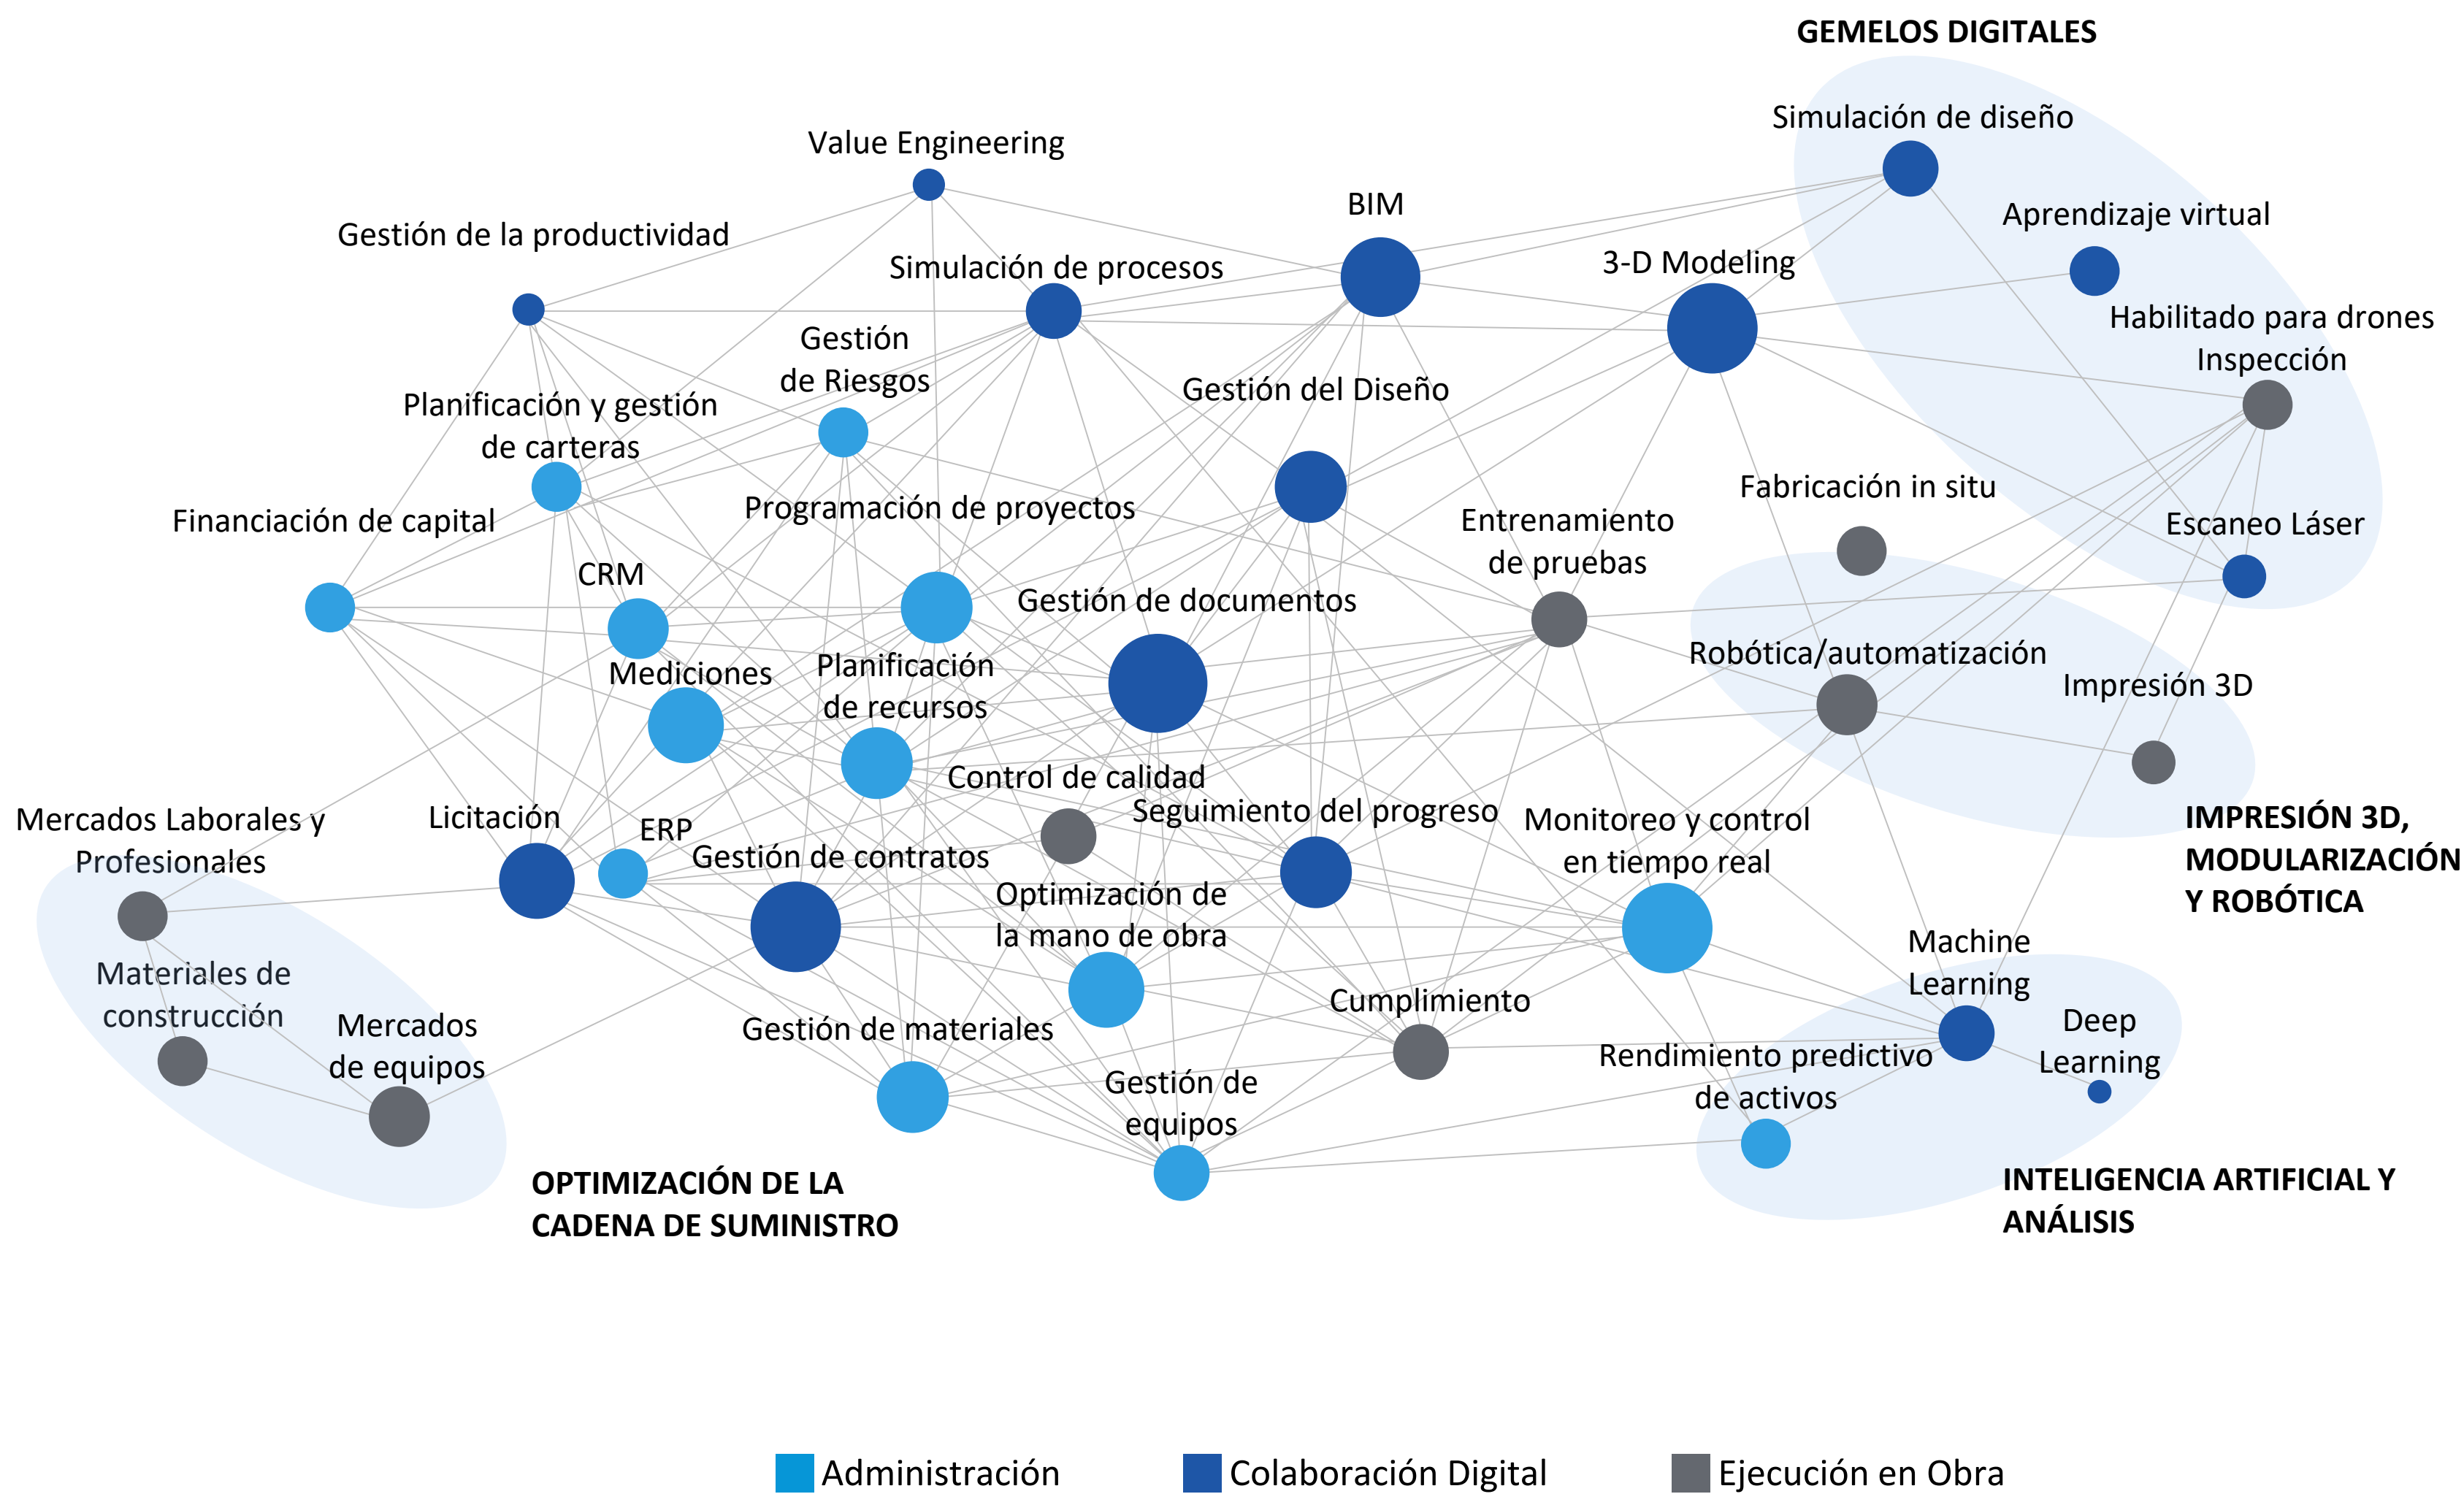 GEMELOS DIGITALES
Simulación de diseño
Value Engineering
BIM
Aprendizaje virtual
Gestión de la productividad
Simulación de procesos
3-D Modeling
Habilitado para drones
Inspección
Gestión
de Riesgos
Planificación y gestión
de carteras
Gestión del Diseño
Financiación de capital
Programación de proyectos
Entrenamiento
de pruebas
Fabricación in situ
Escaneo Láser
CRM
Gestión de documentos
Mediciones
Planificación
de recursos
Robótica/automatización
Impresión 3D
Control de calidad
Mercados Laborales y
Profesionales
Licitación
ERP
Gestión de contratos
Seguimiento del progreso
Monitoreo y control
en tiempo real
IMPRESIÓN 3D,
MODULARIZACIÓN
Y ROBÓTICA
Optimización de
la mano de obra
Materiales de
construcción
Mercados
de equipos
Gestión de materiales
Cumplimiento
Machine
Learning
Deep
Learning
Gestión de
equipos
Rendimiento predictivo
de activos
OPTIMIZACIÓN DE LA
CADENA DE SUMINISTRO
INTELIGENCIA ARTIFICIAL Y
ANÁLISIS
Administración
Colaboración Digital
Ejecución en Obra